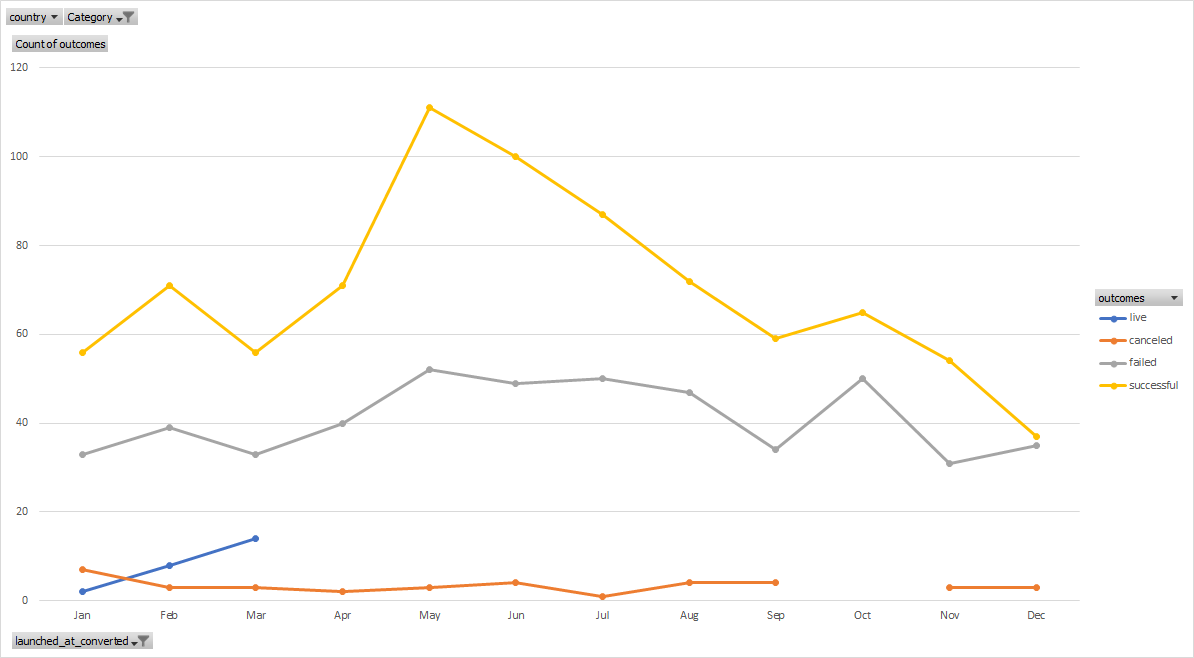 country Category
Count of outcomes
120
100
80
60
40
20
0
Jan Feb Mar Apr May Jun Jul Aug Sep Oct Nov Dec
launched_at_converted
outcomes
live
canceled
failed
successful